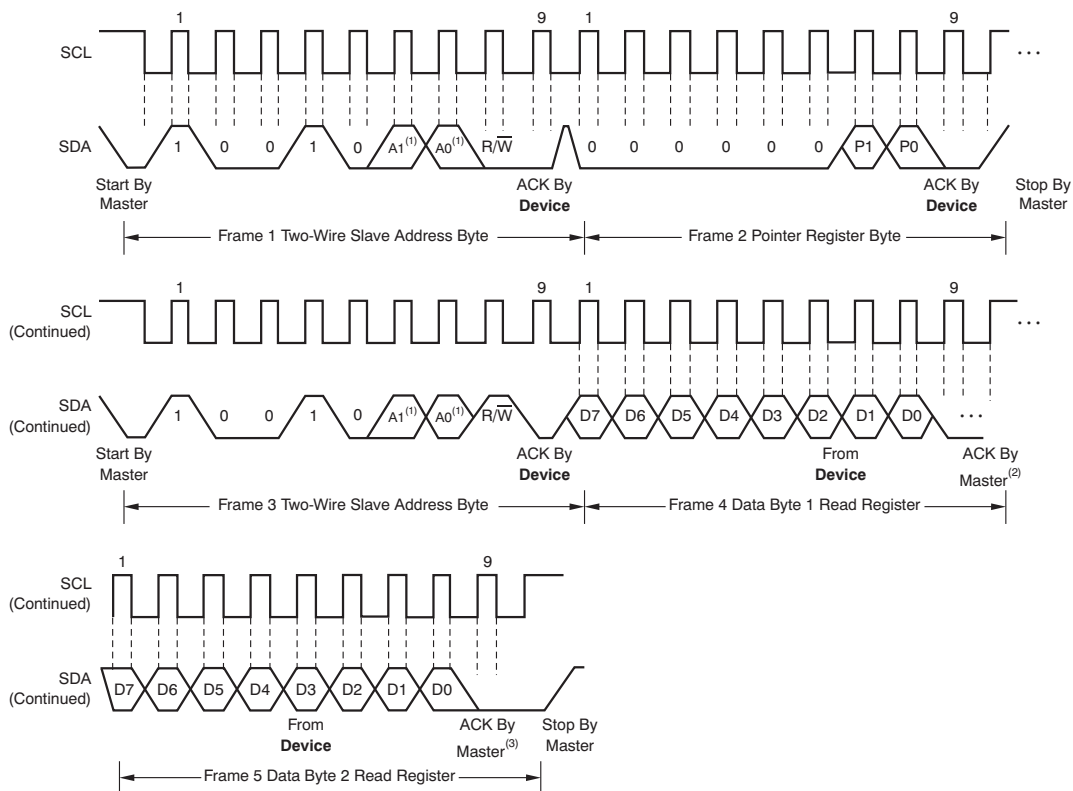 1 9 1 9
SCL ...
SDA 1 0 0 1 0 A1(1) A0(1) R/W̅ 0 0 0 0 0 0 P1 P0
Start By Master ACK By Device ACK By Device Stop By Master
Frame 1 Two-Wire Slave Address Byte Frame 2 Pointer Register Byte
1 9 1 9
SCL (Continued) ...
SDA (Continued) 1 0 0 1 0 A1(1) A0(1) R/W̅ D7 D6 D5 D4 D3 D2 D1 D0 ...
Start By Master ACK By Device From Device ACK By Master(2)
Frame 3 Two-Wire Slave Address Byte Frame 4 Data Byte 1 Read Register
1 9
SCL (Continued)
SDA (Continued) D7 D6 D5 D4 D3 D2 D1 D0
From Device ACK By Master(3) Stop By Master
Frame 5 Data Byte 2 Read Register